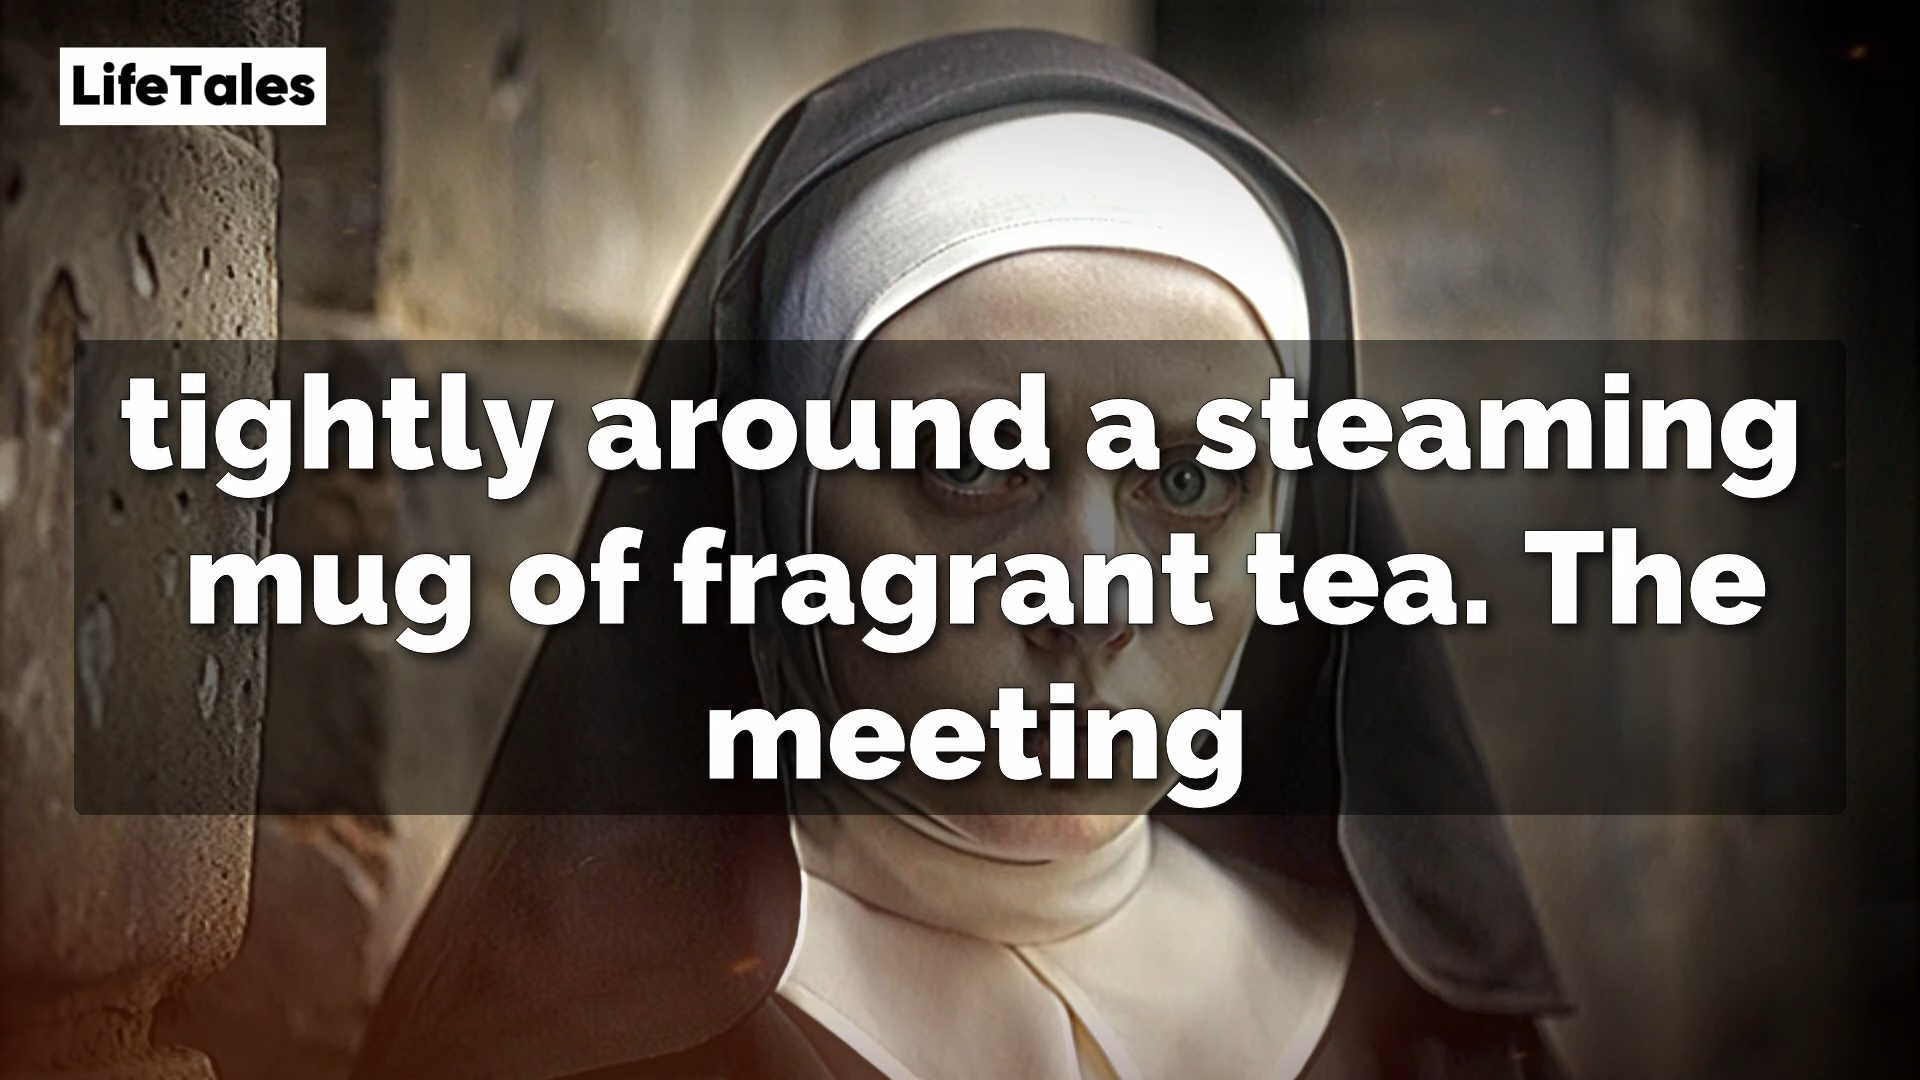 LifeTales
tightly around a steaming
mug of fragrant tea. The
meeting